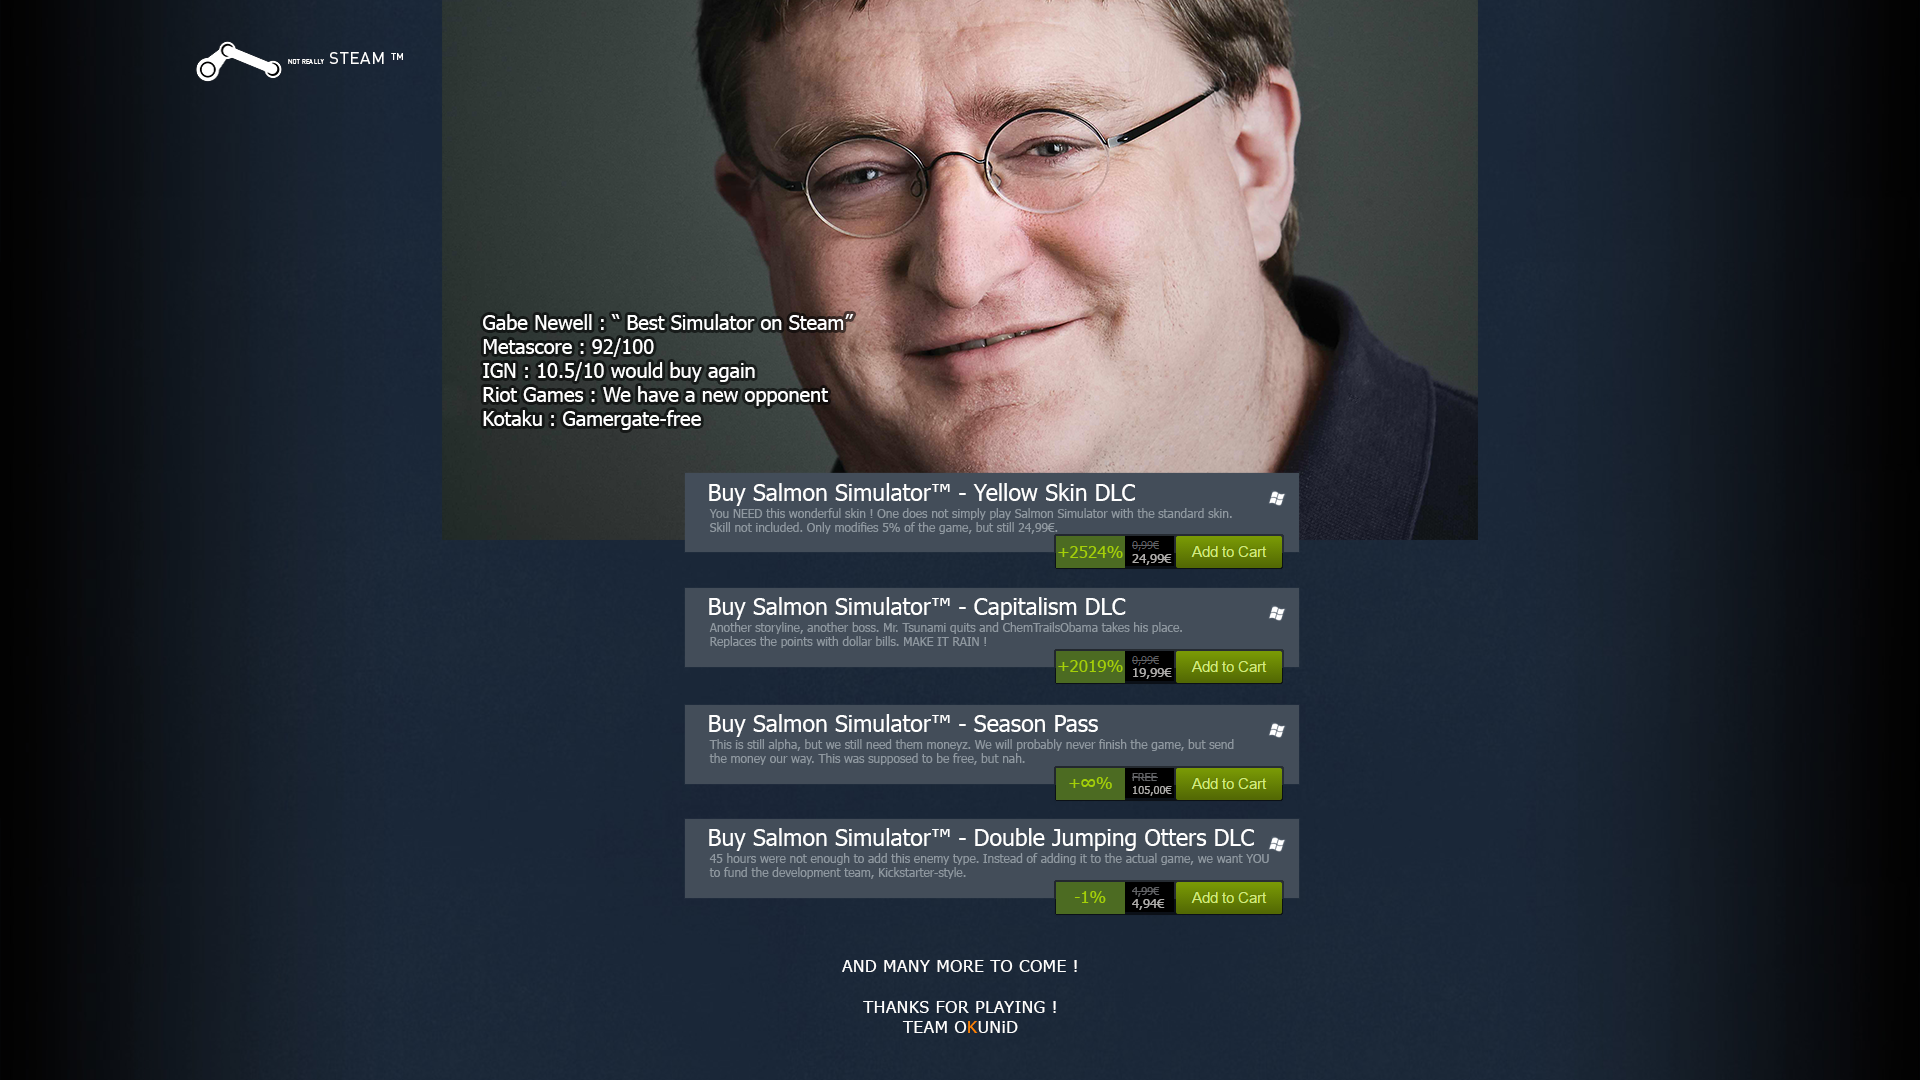 NOT REALLY STEAM ™
Gabe Newell : “ Best Simulator on Steam”
Metascore : 92/100
IGN : 10.5/10 would buy again
Riot Games : We have a new opponent
Kotaku : Gamergate-free
Buy Salmon Simulator™ - Yellow Skin DLC
You NEED this wonderful skin ! One does not simply play Salmon Simulator with the standard skin.
Skill not included. Only modifies 5% of the game, but still 24,99€.
+2524%
0,99€
24,99€
Add to Cart
Buy Salmon Simulator™ - Capitalism DLC
Another storyline, another boss. Mr. Tsunami quits and ChemTrailsObama takes his place.
Replaces the points with dollar bills. MAKE IT RAIN !
+2019%
0,99€
19,99€
Add to Cart
Buy Salmon Simulator™ - Season Pass
This is still alpha, but we still need them moneyz. We will probably never finish the game, but send
the money our way. This was supposed to be free, but nah.
+∞%
FREE
105,00€
Add to Cart
Buy Salmon Simulator™ - Double Jumping Otters DLC
45 hours were not enough to add this enemy type. Instead of adding it to the actual game, we want YOU
to fund the development team, Kickstarter-style.
-1%
4,99€
4,94€
Add to Cart
AND MANY MORE TO COME !
THANKS FOR PLAYING !
TEAM OKUNiD